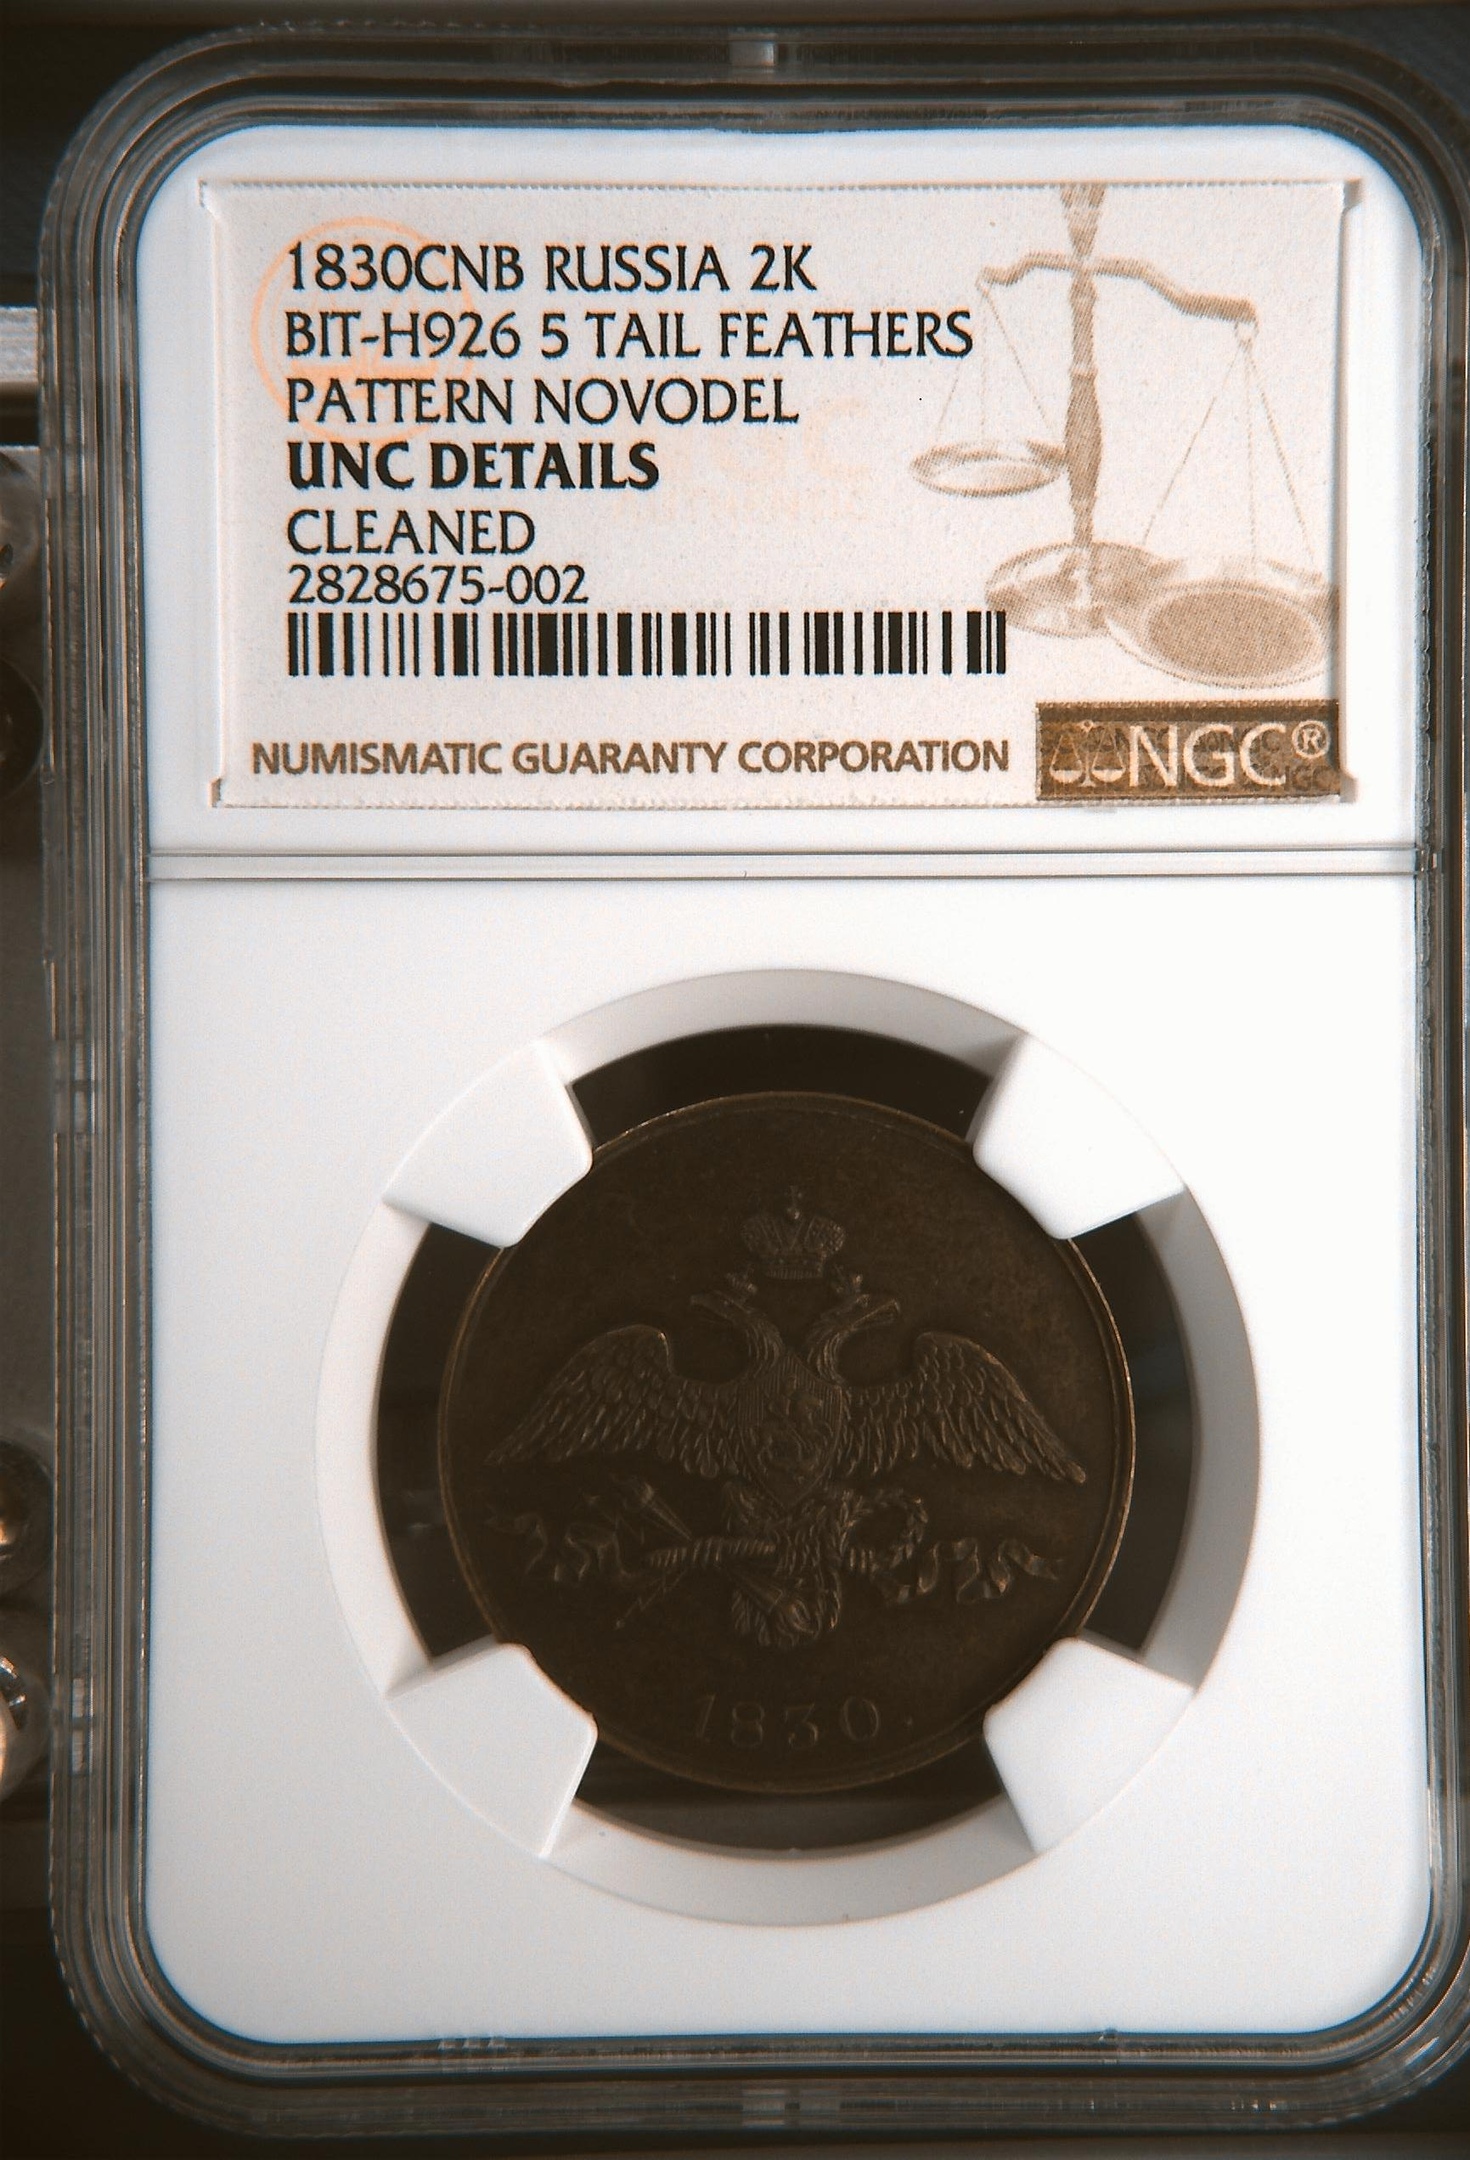 1830CNB RUSSIA 2K
BIT-H926 5 TAIL FEATHERS
PATTERN NOVODEL
UNC DETAILS
CLEANED
2828675-002
NUMISMATIC GUARANTY CORPORATION
NGC®
1830